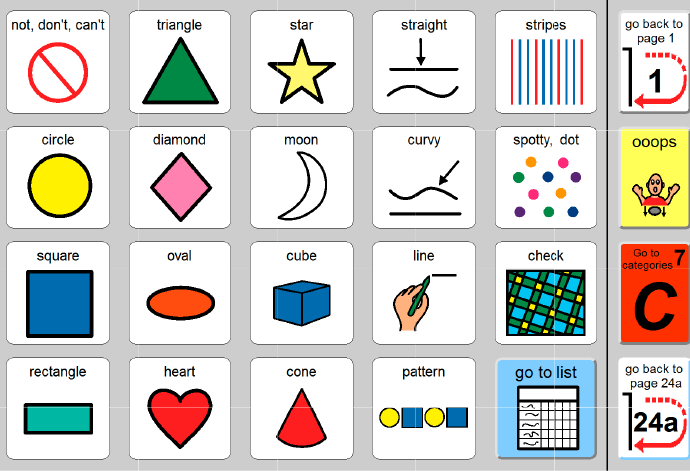 not, don't, can't
triangle
star
straight
stripes
go back to
page 1
1
circle
diamond
moon
curvy
spotty, dot
ooops
square
oval
cube
line
check
Go to
categories 7
C
rectangle
heart
cone
pattern
go to list
go back to
page 24a
24a